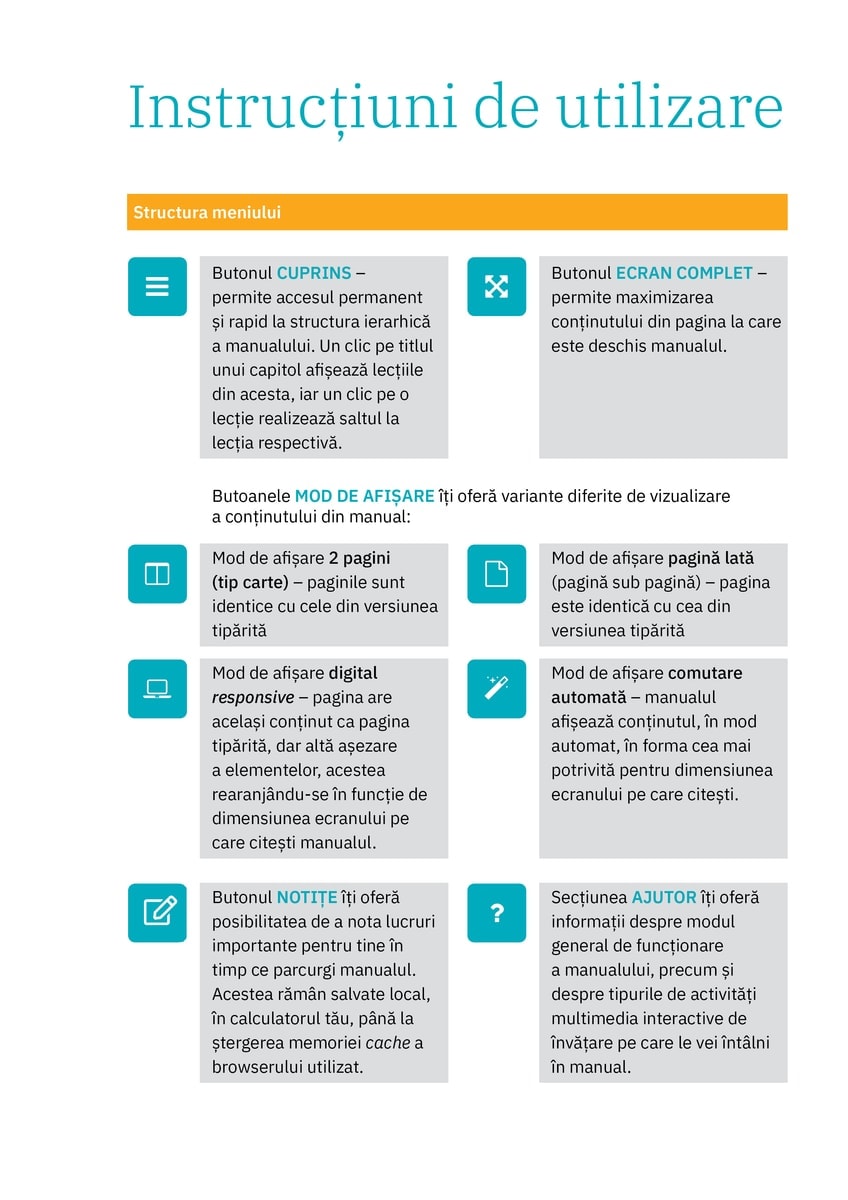 Instrucțiuni de utilizare
Structura meniului
Butonul CUPRINS –
permite accesul permanent
și rapid la structura ierarhică
a manualului. Un clic pe titlul
unui capitol afișează lecțiile
din acesta, iar un clic pe o
lecție realizează saltul la
lecția respectivă.
Butonul ECRAN COMPLET –
permite maximizarea
conținutului din pagina la care
este deschis manualul.
Butoanele MOD DE AFIȘARE îți oferă variante diferite de vizualizare
a conținutului din manual:
Mod de afișare 2 pagini
(tip carte) – paginile sunt
identice cu cele din versiunea
tipărită
Mod de afișare pagină lată
(pagină sub pagină) – pagina
este identică cu cea din
versiunea tipărită
Mod de afișare digital
responsive – pagina are
același conținut ca pagina
tipărită, dar altă așezare
a elementelor, acestea
rearanjându-se în funcție de
dimensiunea ecranului pe
care citești manualul.
Mod de afișare comutare
automată – manualul
afișează conținutul, în mod
automat, în forma cea mai
potrivită pentru dimensiunea
ecranului pe care citești.
Butonul NOTIȚE îți oferă
posibilitatea de a nota lucruri
importante pentru tine în
timp ce parcurgi manualul.
Acestea rămân salvate local,
în calculatorul tău, până la
ștergerea memoriei cache a
browserului utilizat.
?
Secțiunea AJUTOR îți oferă
informații despre modul
general de funcționare
a manualului, precum și
despre tipurile de activități
multimedia interactive de
învățare pe care le vei întâlni
în manual.